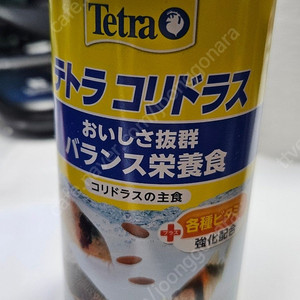 Tetra
テトラ コリドラス
おいしさ抜群
バランス栄養食
コリドラスの主食
各種ビタミ
強化配合